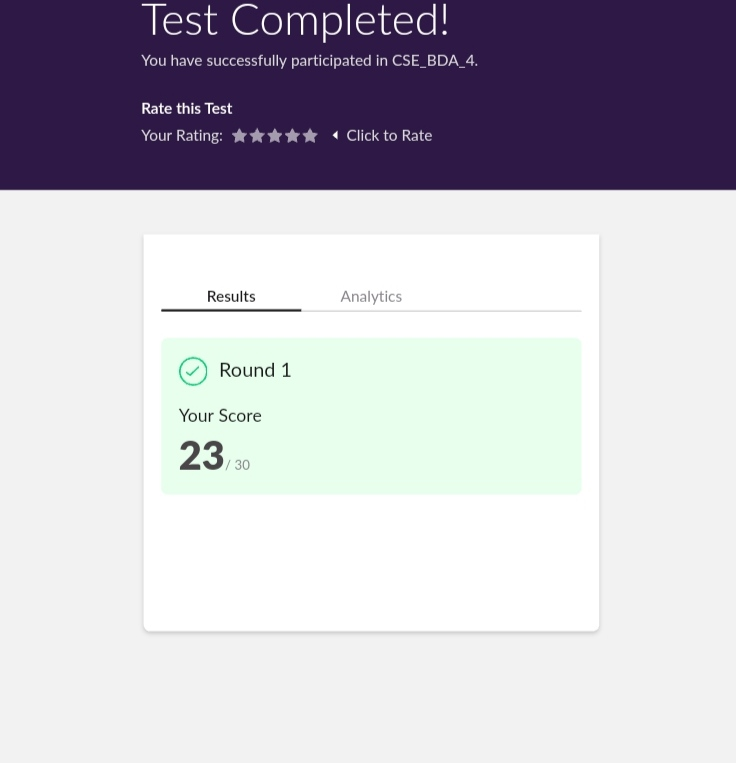 Test Completed!
You have successfully participated in CSE_BDA_4.
Rate this Test
Your Rating: Click to Rate
Results Analytics
Round 1
Your Score
23/ 30